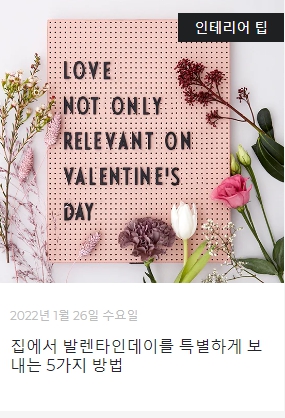 인테리어 팁
LOVE
NOT ONLY
RELEVANT ON
VALENTINE'S
DAY
2022년 1월 26일 수요일
집에서 발렌타인데이를 특별하게 보
내는 5가지 방법